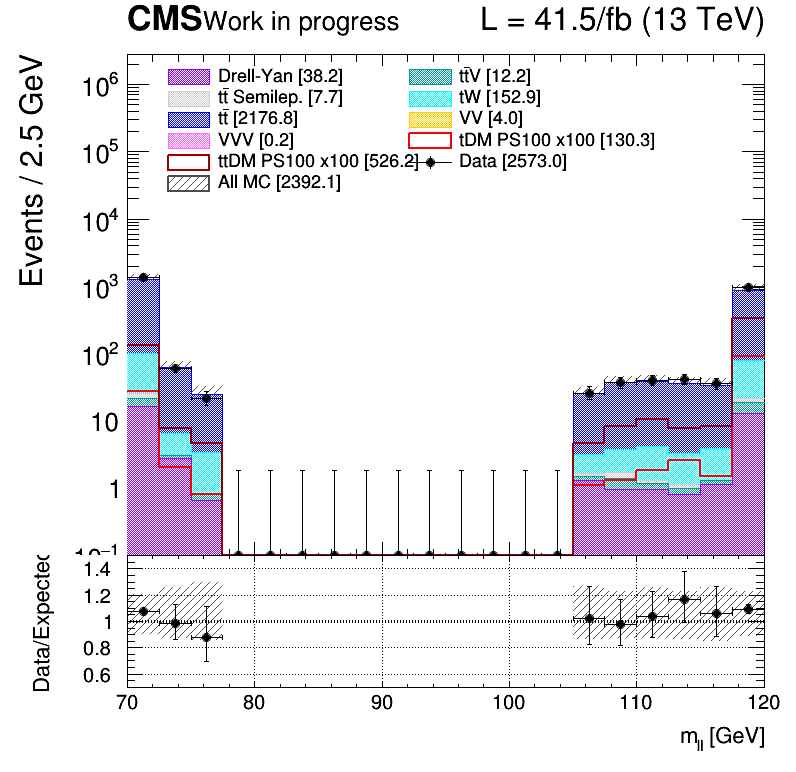 CMS Work in progress L = 41.5/fb (13 TeV)
Events / 2.5 GeV
Drell-Yan [38.2] tt̄V [12.2]
tt̄ Semilep. [7.7] tW [152.9]
tt̄ [2176.8] VV [4.0]
VVV [0.2] tDM PS100 x100 [130.3]
ttDM PS100 x100 [526.2] Data [2573.0]
All MC [2392.1]
10⁶
10⁵
10⁴
10³
10²
10
1
10⁻¹
Data/Expected
1.4
1.2
1
0.8
0.6
70 80 90 100 110 120
m_ll [GeV]